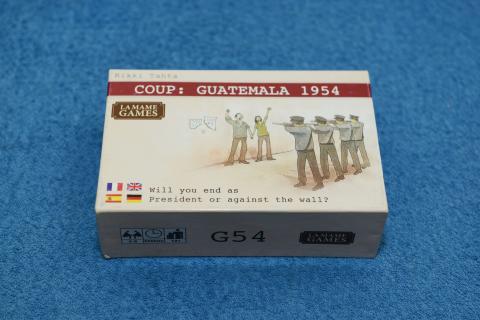 Rikki Tahta
COUP: GUATEMALA 1954
LA MAME
GAMES
Will you end as
President or against the wall?
G54
LA MAME
GAMES